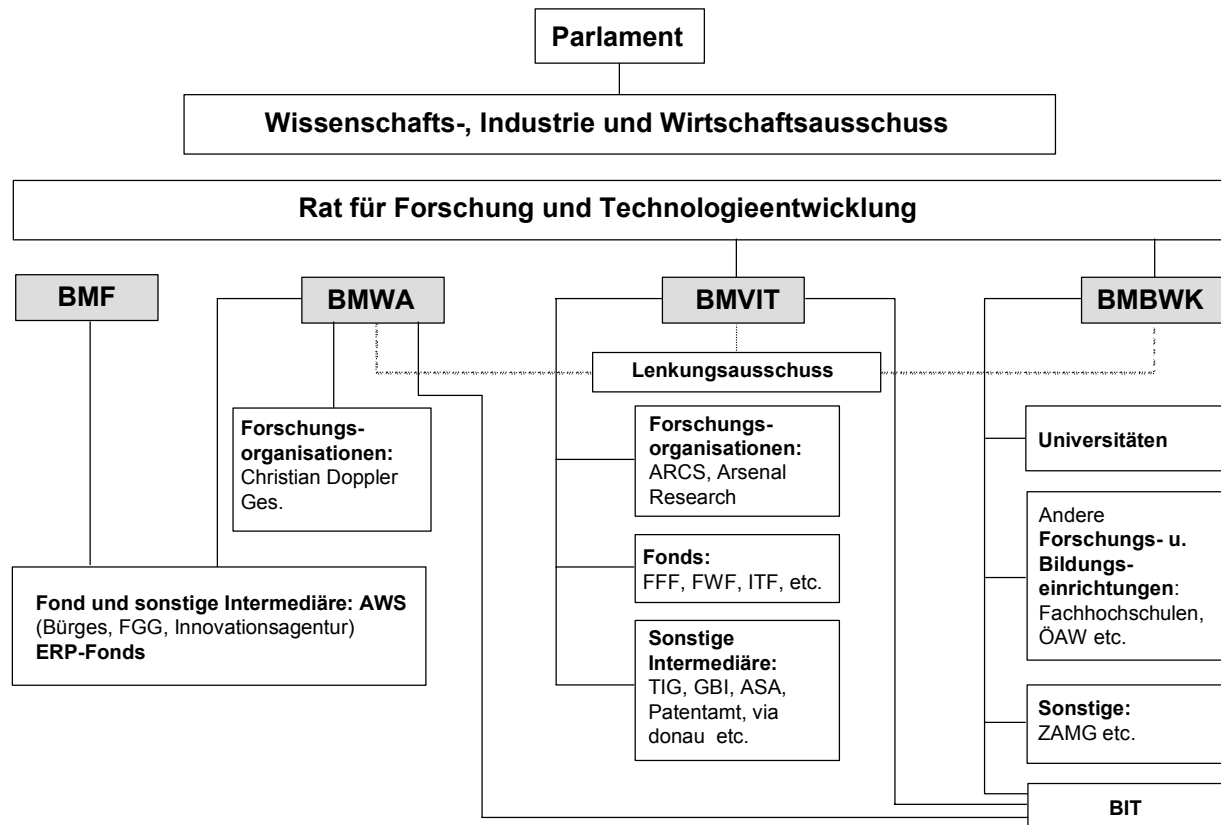 Parlament
Wissenschafts-, Industrie und Wirtschaftsausschuss
Rat für Forschung und Technologieentwicklung
BMF
BMWA
BMVIT
BMBWK
Lenkungsausschuss
Forschungs-
organisationen:
Christian Doppler
Ges.
Fond und sonstige Intermediäre: AWS
(Bürges, FGG, Innovationsagentur)
ERP-Fonds
Forschungs-
organisationen:
ARCS, Arsenal
Research
Fonds:
FFF, FWF, ITF, etc.
Sonstige
Intermediäre:
TIG, GBI, ASA,
Patentamt, via
donau etc.
Universitäten
Andere
Forschungs- u.
Bildungs-
einrichtungen:
Fachhochschulen,
ÖAW etc.
Sonstige:
ZAMG etc.
BIT